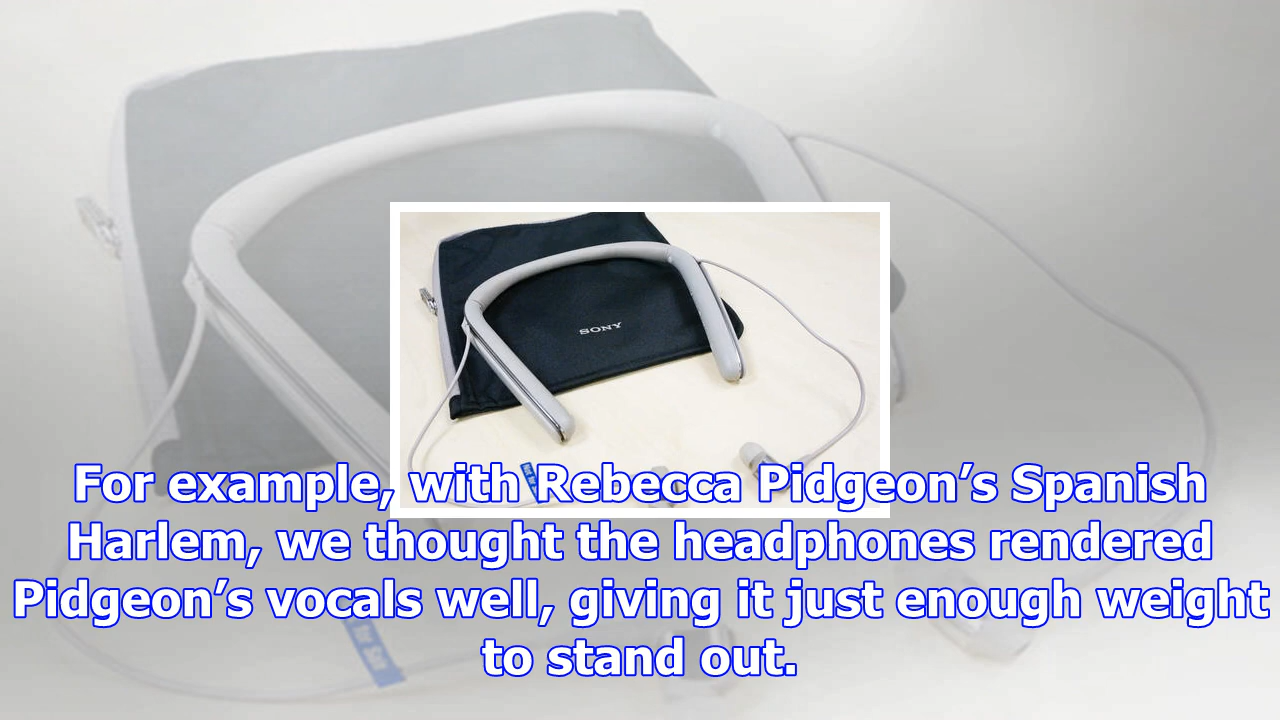 SONY
For example, with Rebecca Pidgeon’s Spanish
Harlem, we thought the headphones rendered
Pidgeon’s vocals well, giving it just enough weight
to stand out.